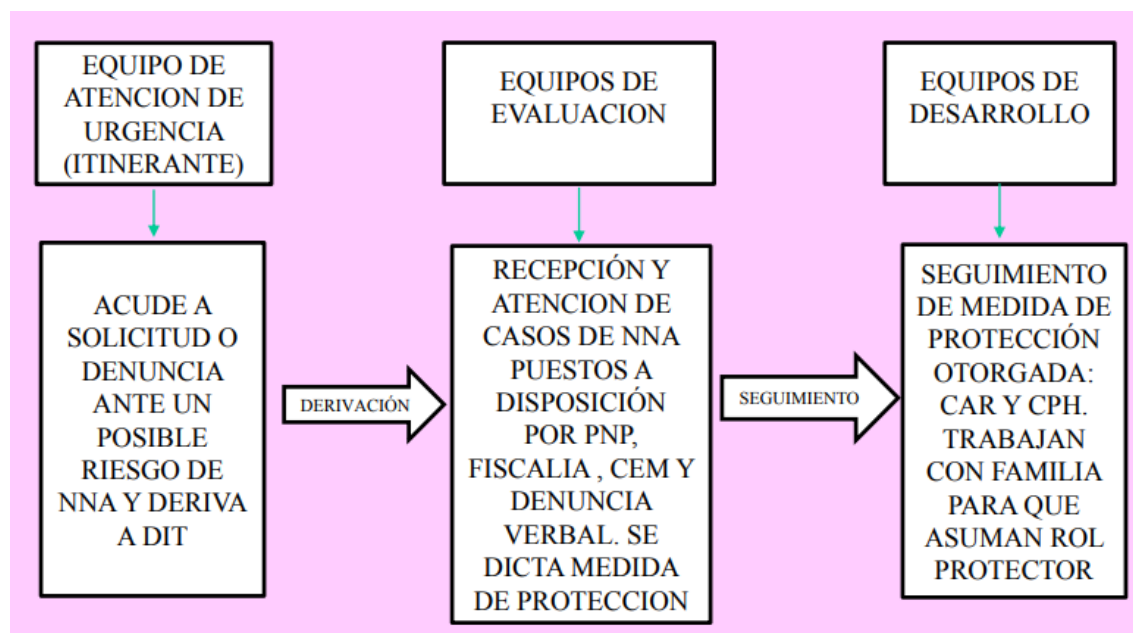 EQUIPO DE
ATENCION DE
URGENCIA
(ITINERANTE)
ACUDE A
SOLICITUD O
DENUNCIA
ANTE UN
POSIBLE
RIESGO DE
NNA Y DERIVA
A DIT
DERIVACIÓN
EQUIPOS DE
EVALUACION
RECEPCIÓN Y
ATENCION DE
CASOS DE NNA
PUESTOS A
DISPOSICIÓN
POR PNP,
FISCALIA , CEM Y
DENUNCIA
VERBAL. SE
DICTA MEDIDA
DE PROTECCION
SEGUIMIENTO
EQUIPOS DE
DESARROLLO
SEGUIMIENTO
DE MEDIDA DE
PROTECCIÓN
OTORGADA:
CAR Y CPH.
TRABAJAN
CON FAMILIA
PARA QUE
ASUMAN ROL
PROTECTOR